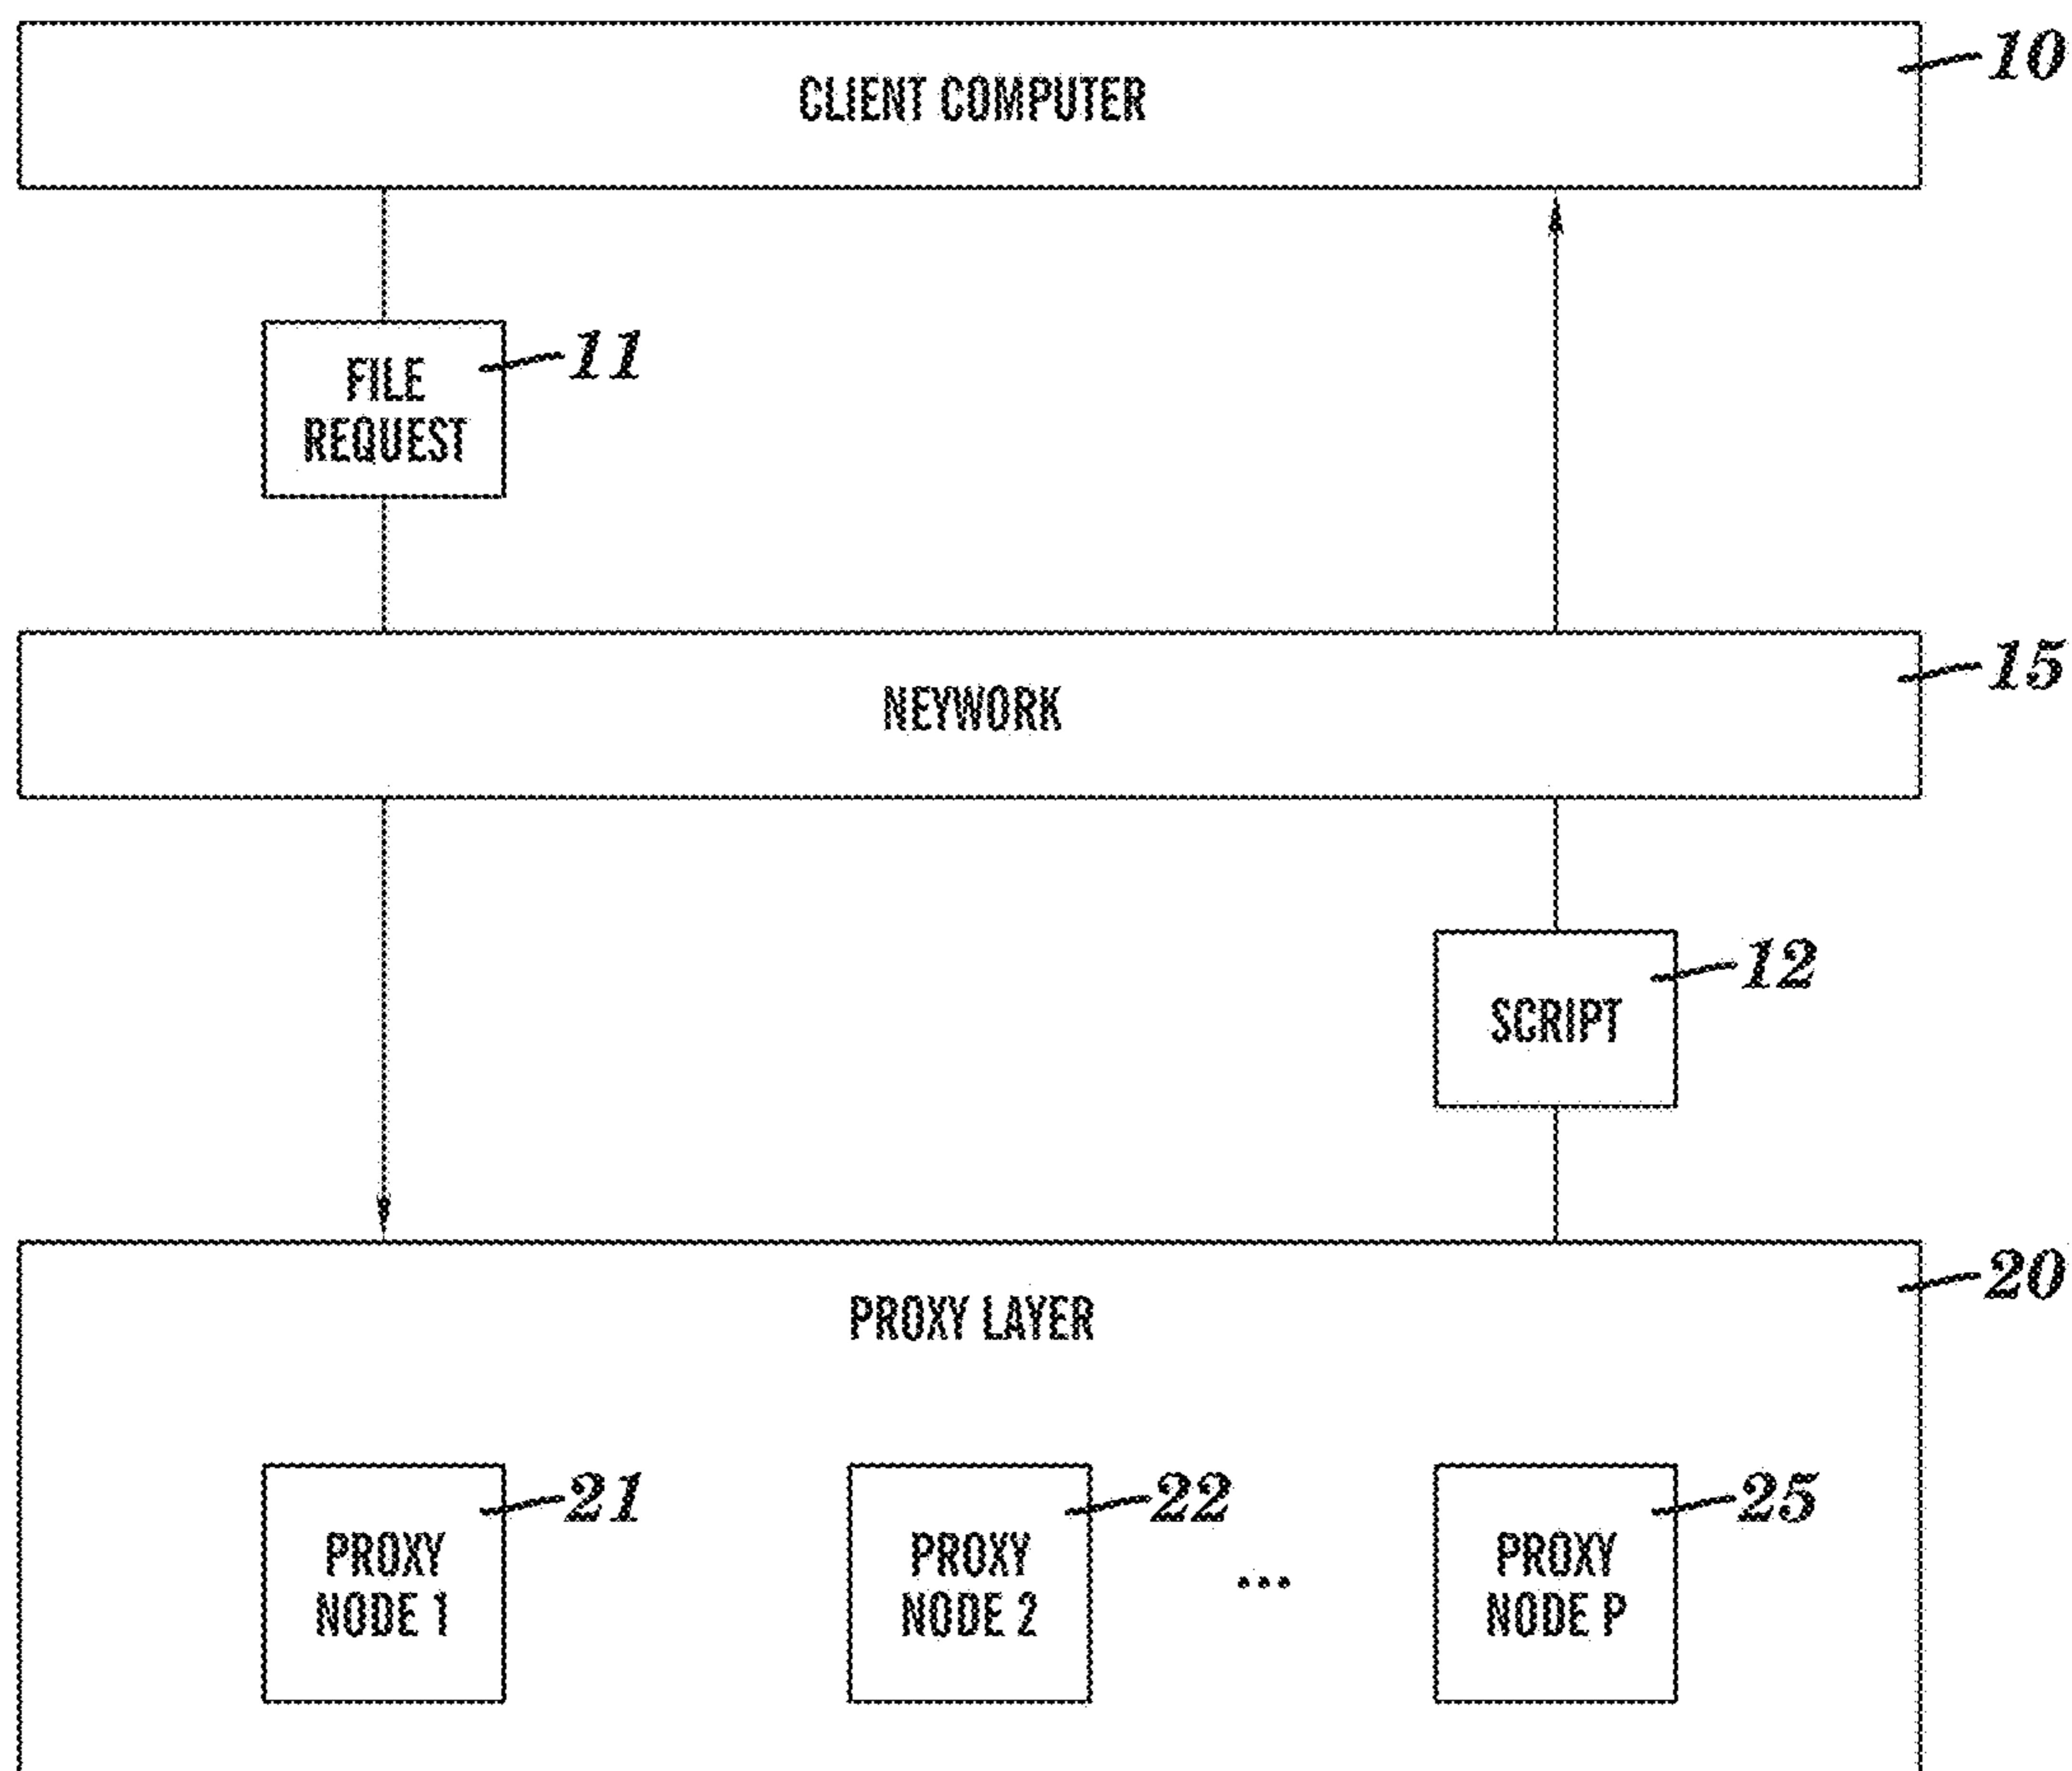 CLIENT COMPUTER
10
FILE
REQUEST
11
NEYWORK
15
SCRIPT
12
PROXY LAYER
20
PROXY
NODE 1
21
PROXY
NODE 2
22
...
PROXY
NODE P
25